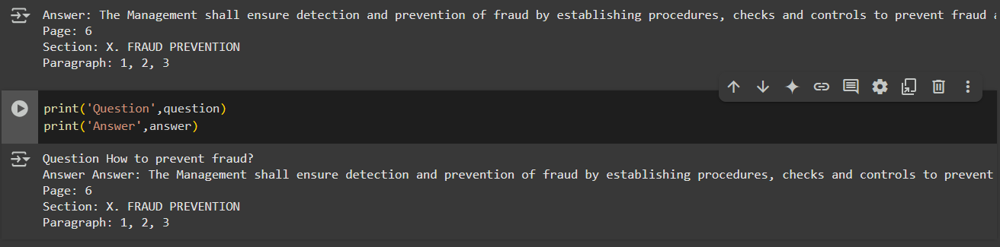 Answer: The Management shall ensure detection and prevention of fraud by establishing procedures, checks and controls to prevent fraud
Page: 6
Section: X. FRAUD PREVENTION
Paragraph: 1, 2, 3
print('Question',question)
print('Answer',answer)
Question How to prevent fraud?
Answer Answer: The Management shall ensure detection and prevention of fraud by establishing procedures, checks and controls to prevent
Page: 6
Section: X. FRAUD PREVENTION
Paragraph: 1, 2, 3